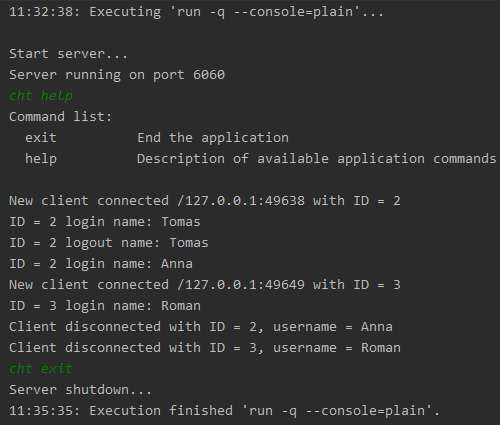 11:32:38: Executing 'run -q --console=plain'...
Start server...
Server running on port 6060
cht help
Command list:
exit End the application
help Description of available application commands
New client connected /127.0.0.1:49638 with ID = 2
ID = 2 login name: Tomas
ID = 2 logout name: Tomas
ID = 2 login name: Anna
New client connected /127.0.0.1:49649 with ID = 3
ID = 3 login name: Roman
Client disconnected with ID = 2, username = Anna
Client disconnected with ID = 3, username = Roman
cht exit
Server shutdown...
11:35:35: Execution finished 'run -q --console=plain'.